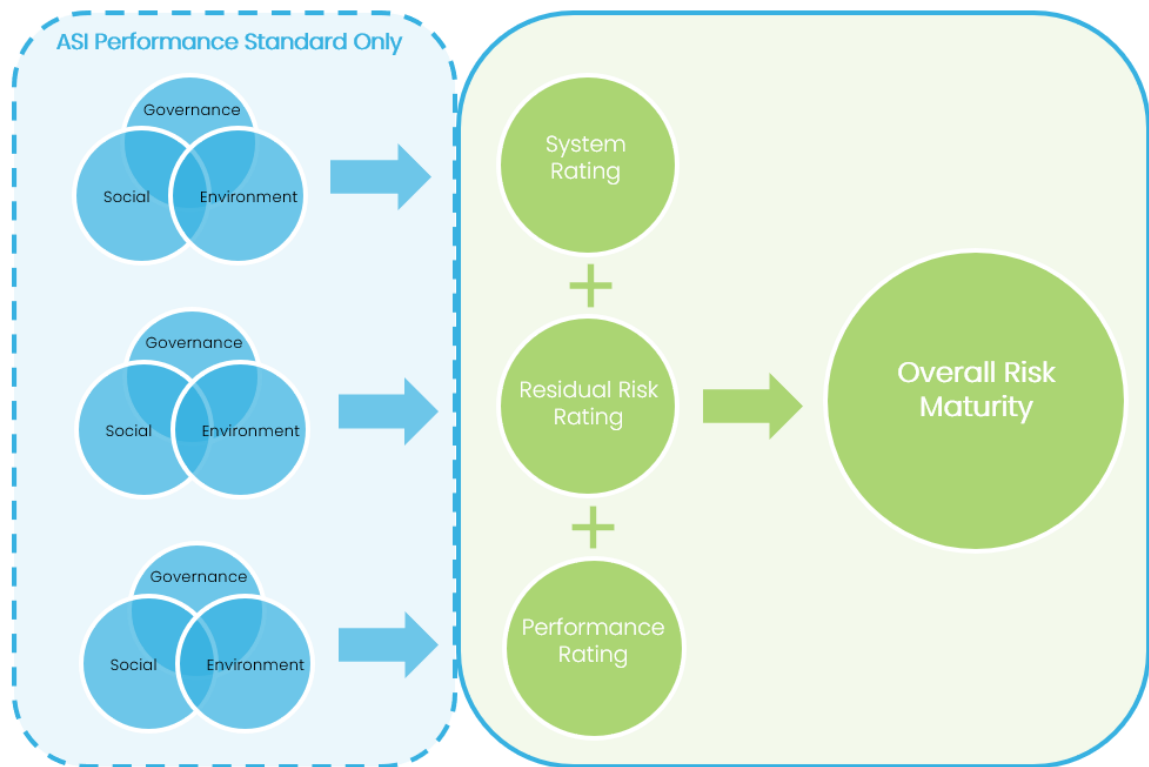 ASI Performance Standard Only
Governance
Social
Environment
Governance
Social
Environment
Governance
Social
Environment
System
Rating
+
Residual Risk
Rating
+
Performance
Rating
Overall Risk
Maturity